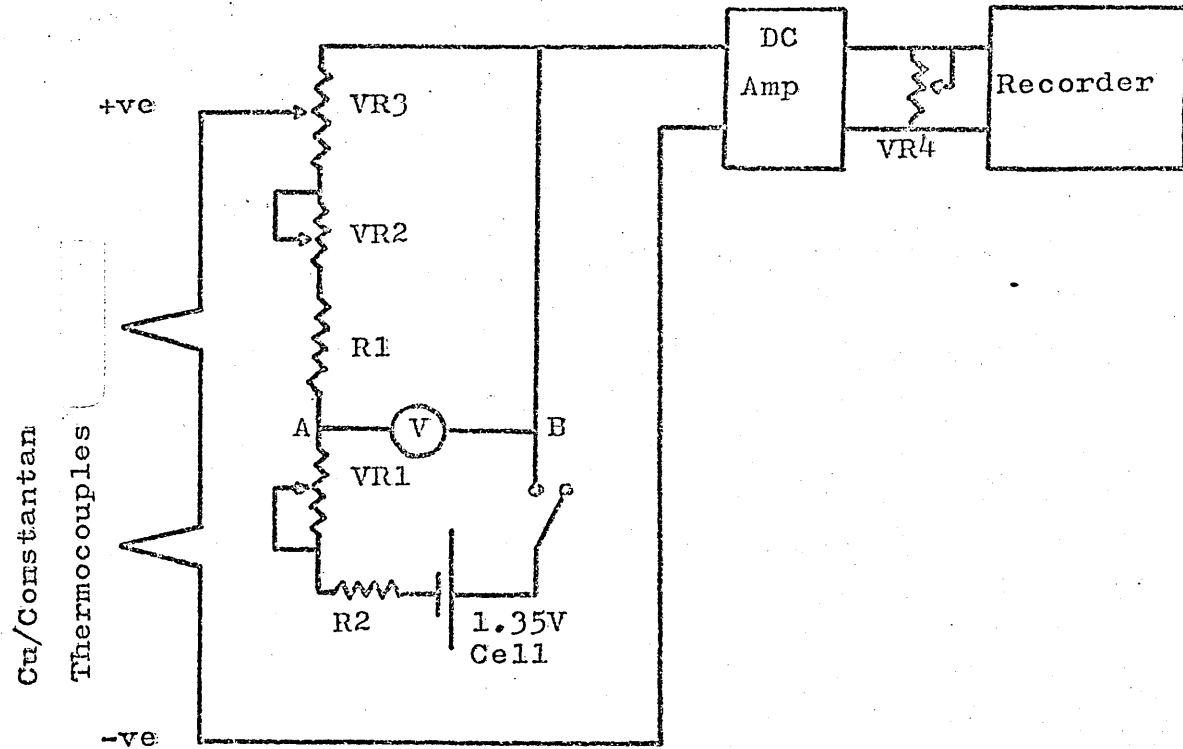 DC
Amp
Recorder
+ve
VR3
VR4
VR2
R1
A
V
B
VR1
R2
1.35V
Cell
Cu/Constantan
Thermocouples
-ve